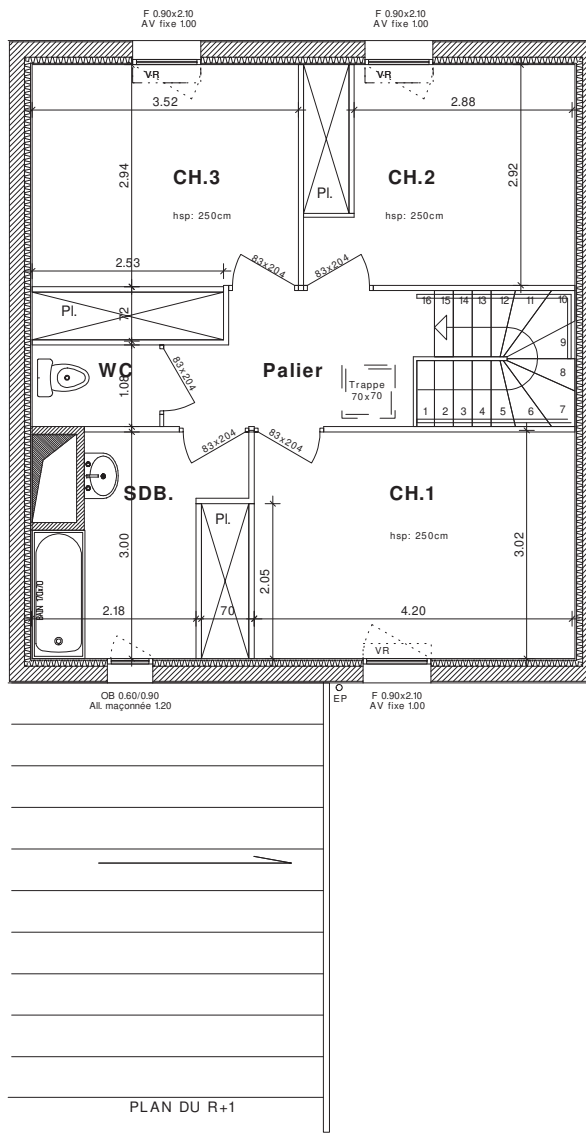 F 0.90x2.10
AV fixe 1.00
F 0.90x2.10
AV fixe 1.00
VR
VR
3.52
2.88
2.94
CH.3
hsp: 250cm
Pl.
CH.2
hsp: 250cm
2.92
2.53
83x204
83x204
Pl.
72
WC
1.08
83x204
Palier
Trappe
70x70
16 15 14 13 12 11 10
9
8
1 2 3 4 5 6 7
83x204
83x204
SDB.
CH.1
hsp: 250cm
Pl.
3.00
2.05
3.02
BAIN 170x70
2.18
70
4.20
VR
OB 0.60/0.90
All. maçonnée 1.20
EP
F 0.90x2.10
AV fixe 1.00
PLAN DU R+1